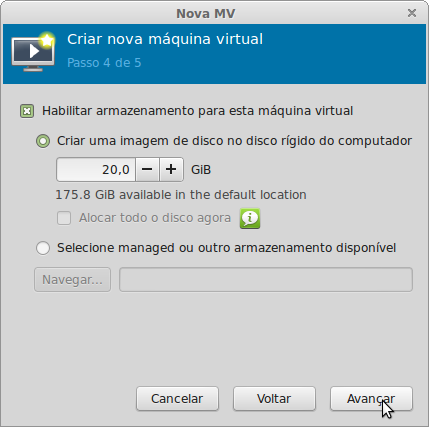 Nova MV
Criar nova máquina virtual
Passo 4 de 5
Habilitar armazenamento para esta máquina virtual
Criar uma imagem de disco no disco rígido do computador
20,0 GiB
175.8 GiB available in the default location
Alocar todo o disco agora
Selecione managed ou outro armazenamento disponível
Navegar...
Cancelar Voltar Avançar